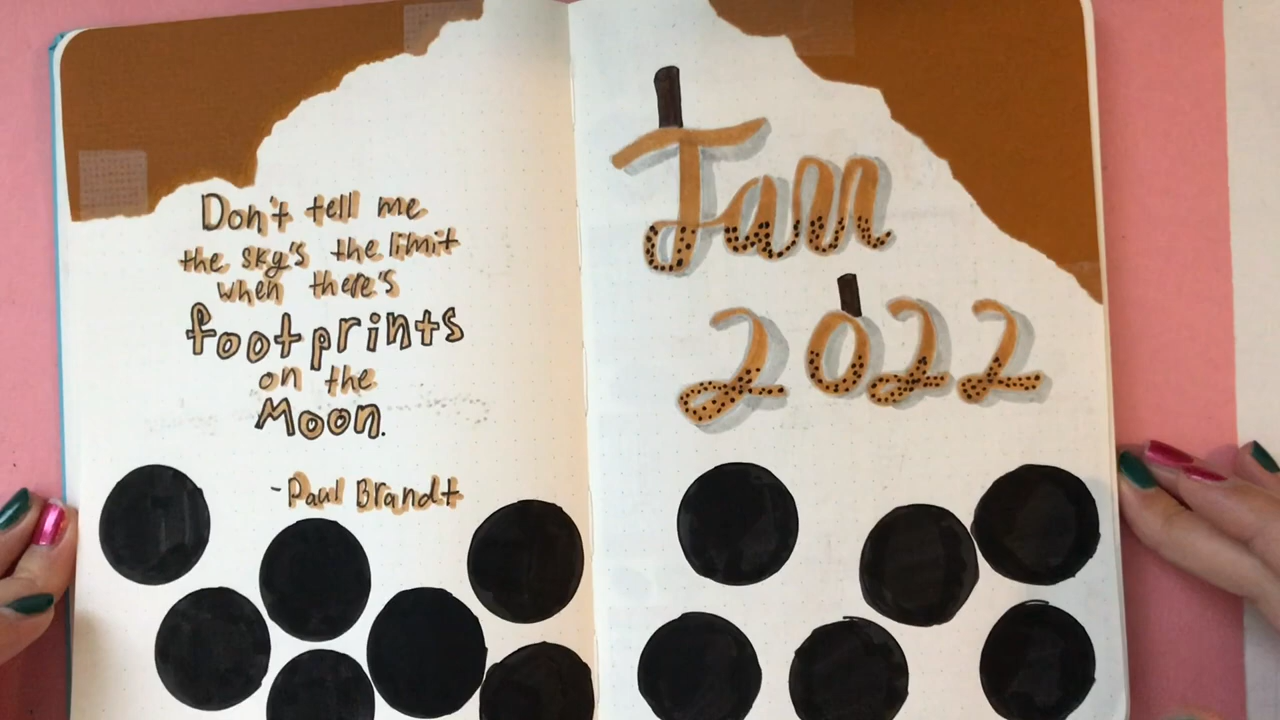 Don't tell me
the sky's the limit
when there's
footprints
on the
Moon.
-Paul Brandt
Jan
2022